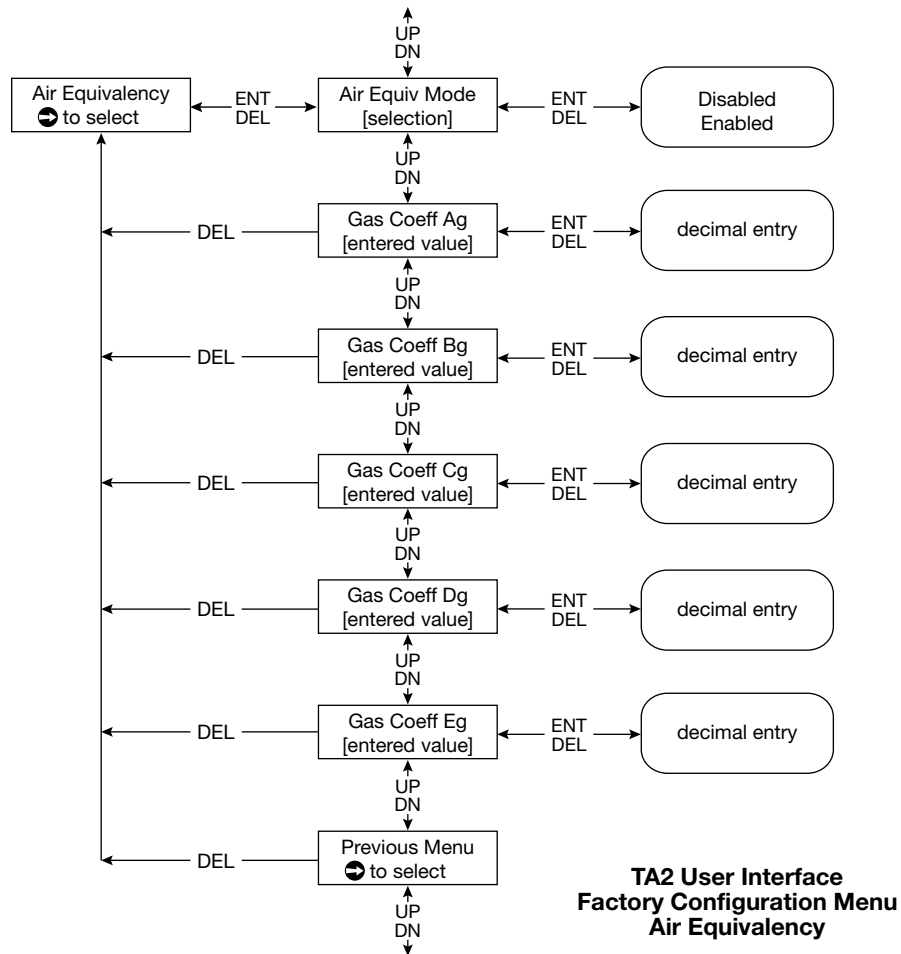 UP
DN
Air Equivalency
to select
ENT
DEL
Air Equiv Mode
[selection]
ENT
DEL
Disabled
Enabled
UP
DN
DEL
Gas Coeff Ag
[entered value]
ENT
DEL
decimal entry
UP
DN
DEL
Gas Coeff Bg
[entered value]
ENT
DEL
decimal entry
UP
DN
DEL
Gas Coeff Cg
[entered value]
ENT
DEL
decimal entry
UP
DN
DEL
Gas Coeff Dg
[entered value]
ENT
DEL
decimal entry
UP
DN
DEL
Gas Coeff Eg
[entered value]
ENT
DEL
decimal entry
UP
DN
DEL
Previous Menu
to select
UP
DN
TA2 User Interface
Factory Configuration Menu
Air Equivalency